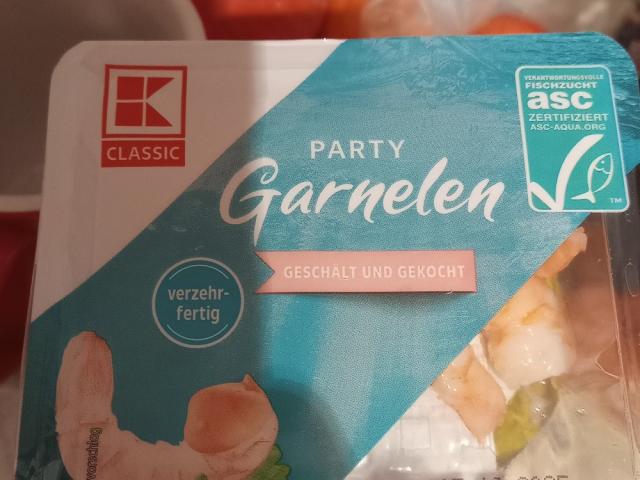 K
CLASSIC
PARTY
Garnelen
GESCHÄLT UND GEKOCHT
verzehr-
fertig
VERANTWORTUNGSVOLLE
FISCHZUCHT
asc
ZERTIFIZIERT
ASC-AQUA.ORG
TM